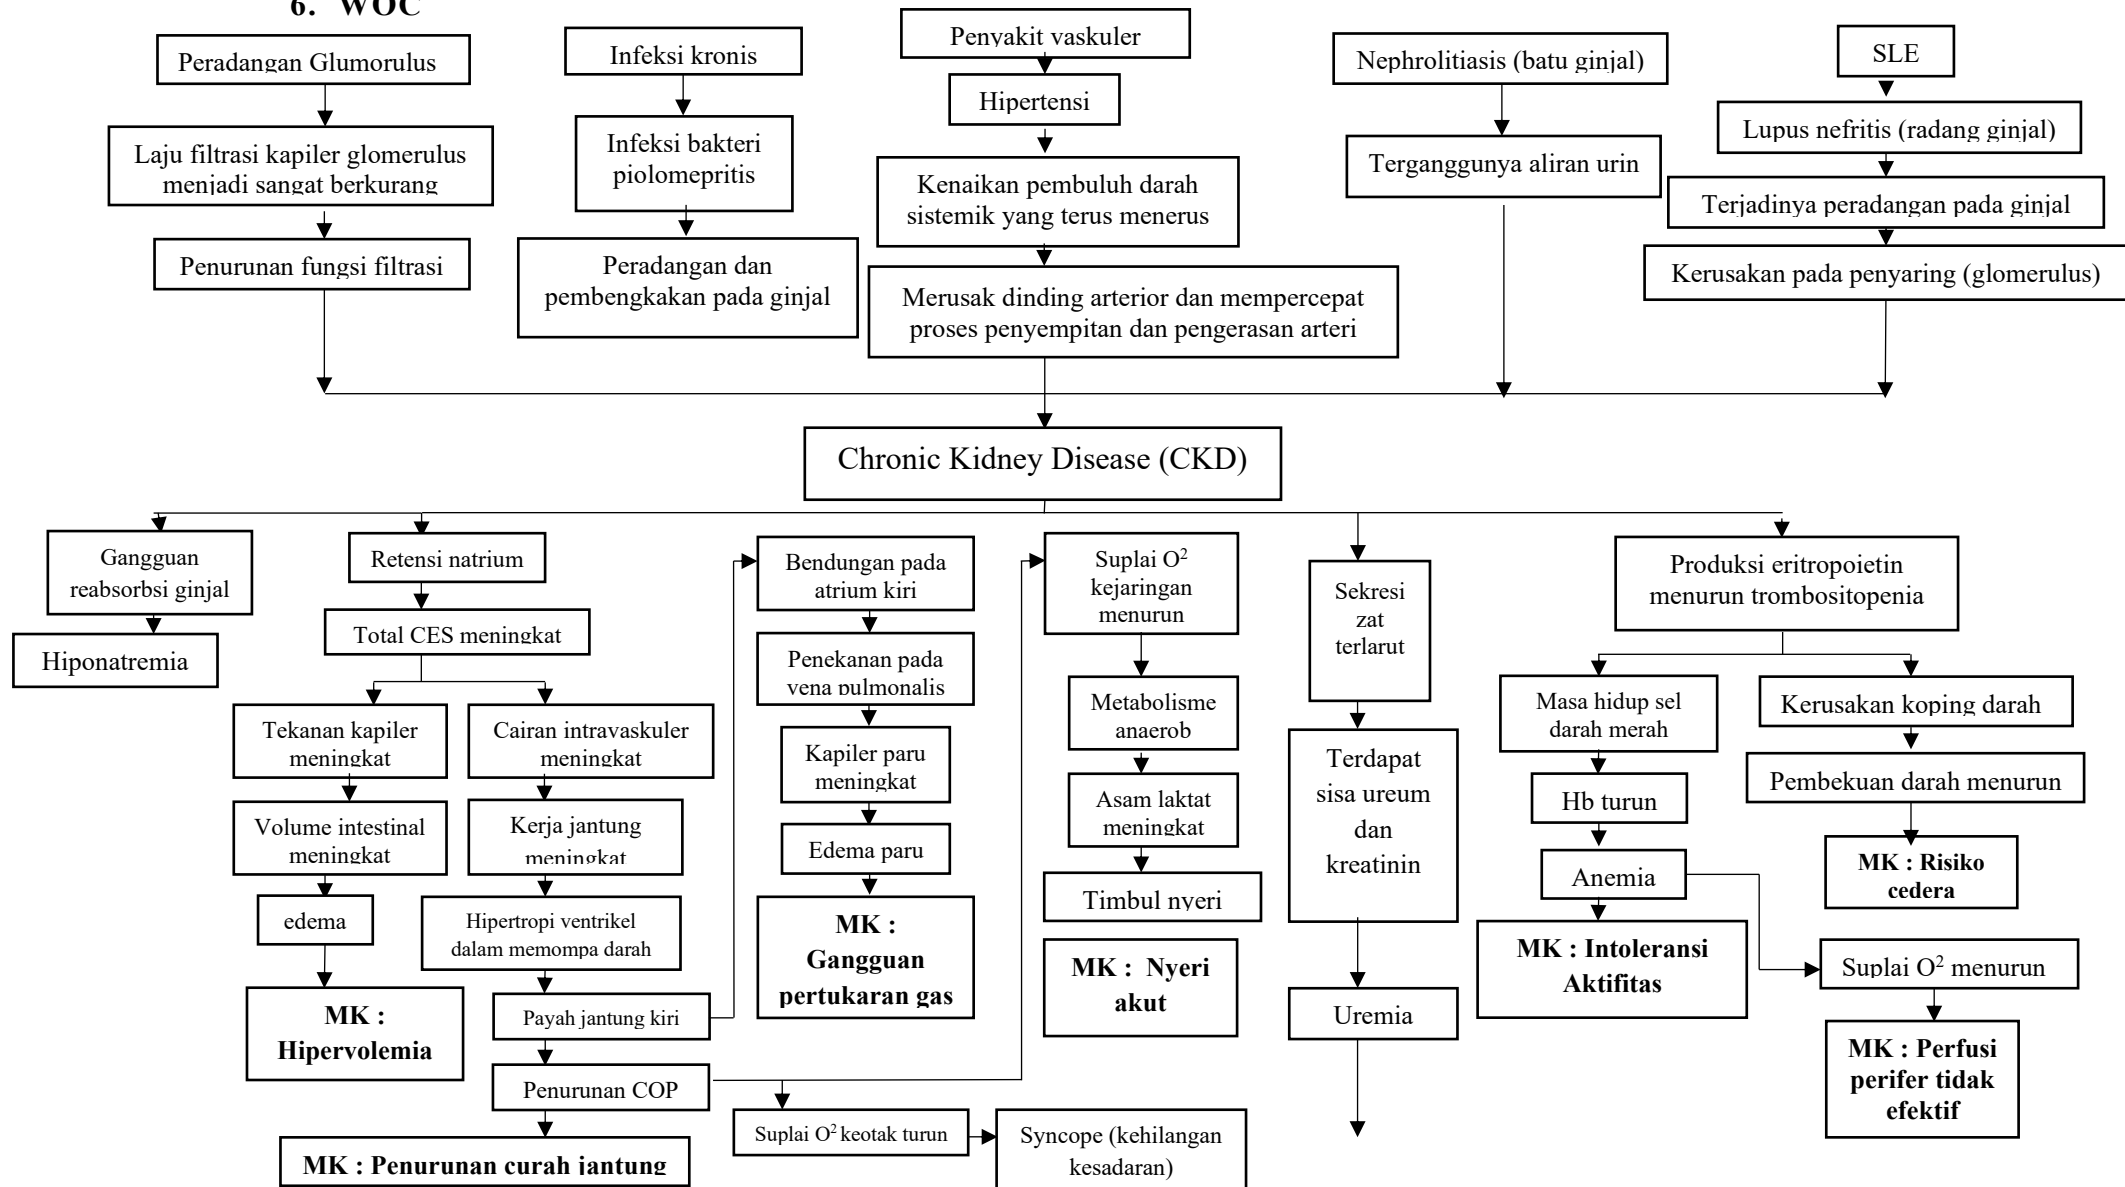 6. WOC
Peradangan Glumorulus
Laju filtrasi kapiler glomerulus
menjadi sangat berkurang
Penurunan fungsi filtrasi
Infeksi kronis
Infeksi bakteri
piolomepritis
Peradangan dan
pembengkakan pada ginjal
Penyakit vaskuler
Hipertensi
Kenaikan pembuluh darah
sistemik yang terus menerus
Merusak dinding arterior dan mempercepat
proses penyempitan dan pengerasan arteri
Nephrolitiasis (batu ginjal)
Terganggunya aliran urin
SLE
Lupus nefritis (radang ginjal)
Terjadinya peradangan pada ginjal
Kerusakan pada penyaring (glomerulus)
Chronic Kidney Disease (CKD)
Gangguan
reabsorbsi ginjal
Hiponatremia
Retensi natrium
Total CES meningkat
Tekanan kapiler
meningkat
Volume intestinal
meningkat
edema
MK :
Hipervolemia
Cairan intravaskuler
meningkat
Kerja jantung
meningkat
Hipertropi ventrikel
dalam memompa darah
Payah jantung kiri
Penurunan COP
MK : Penurunan curah jantung
Bendungan pada
atrium kiri
Penekanan pada
vena pulmonalis
Kapiler paru
meningkat
Edema paru
MK :
Gangguan
pertukaran gas
Suplai O² keotak turun
Syncope (kehilangan
kesadaran)
Suplai O²
kejaringan
menurun
Metabolisme
anaerob
Asam laktat
meningkat
Timbul nyeri
MK : Nyeri
akut
Sekresi
zat
terlarut
Terdapat
sisa ureum
dan
kreatinin
Uremia
Produksi eritropoietin
menurun trombositopenia
Masa hidup sel
darah merah
Hb turun
Anemia
MK : Intoleransi
Aktifitas
Kerusakan koping darah
Pembekuan darah menurun
MK : Risiko
cedera
Suplai O² menurun
MK : Perfusi
perifer tidak
efektif